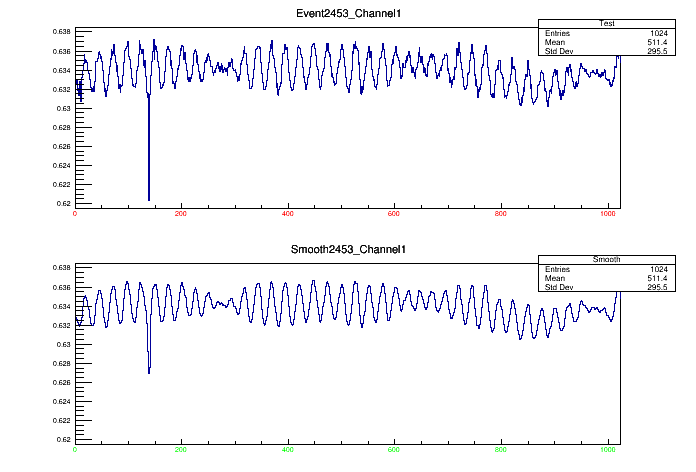 Event2453_Channel1
Test
Entries 1024
Mean 511.4
Std Dev 295.5
0.638
0.636
0.634
0.632
0.63
0.628
0.626
0.624
0.622
0.62
0 200 400 600 800 1000
Smooth2453_Channel1
Smooth
Entries 1024
Mean 511.4
Std Dev 295.5
0.638
0.636
0.634
0.632
0.63
0.628
0.626
0.624
0.622
0.62
0 200 400 600 800 1000